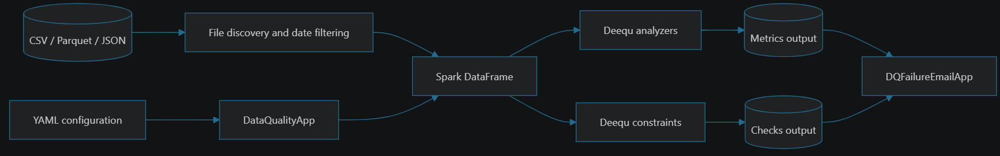 CSV / Parquet / JSON
File discovery and date filtering
YAML configuration
DataQualityApp
Spark DataFrame
Deequ analyzers
Metrics output
Deequ constraints
Checks output
DQFailureEmailApp